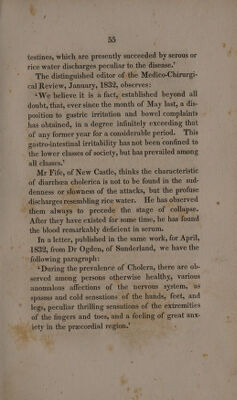 55
testines, which are presently succeeded by serous or
rice water discharges peculiar to the disease.'
The distinguished editor of the Medico-Chirurgi-
cal Review, January, 1832, observes:
'We believe it is a fact, established beyond all
doubt, that, ever since the month of May last, a dis-
position to gastric irritation and bowel complaints
has obtained, in a degree infinitely exceeding that
of any former year for a considerable period. This
gastro-intestinal irritability has not been confined to
the lower classes of society, but has prevailed among
all classes.'
Mr Fife, of New Castle, thinks the characteristic
of diarrhœa cholerica is not to be found in the sud-
denness or slowness of the attacks, but the profuse
discharges resembling rice water. He has observed
them always to precede the stage of collapse.
After they have existed for some time, he has found
the blood remarkably deficient in serum.
In a letter, published in the same work, for April,
1832, from Dr Ogden, of Sunderland, we have the
following paragraph:
'During the prevalence of Cholera, there are ob-
served among persons otherwise healthy, various
anomalous affections of the nervous system, as
spasms and cold sensations of the hands, feet, and
legs, peculiar thrilling sensations of the extremities
of the fingers and toes, and a feeling of great anx-
iety in the præcordial region.'